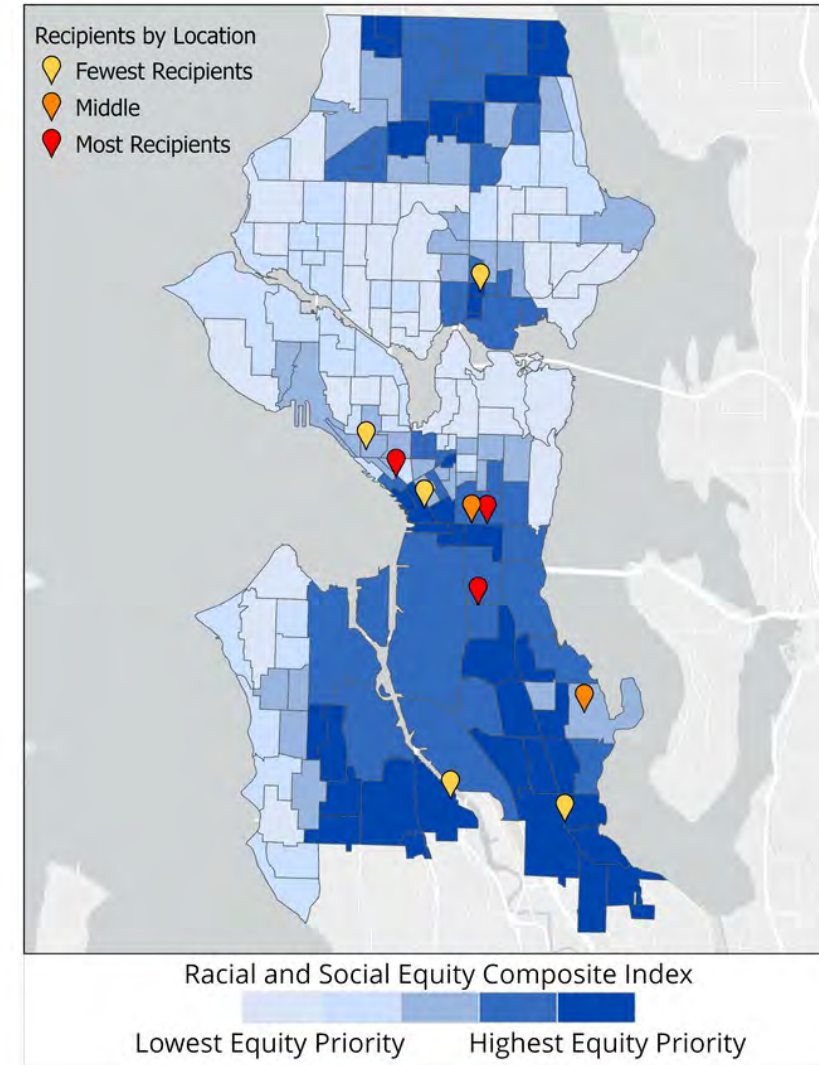 Recipients by Location
Fewest Recipients
Middle
Most Recipients
Racial and Social Equity Composite Index
Lowest Equity Priority Highest Equity Priority